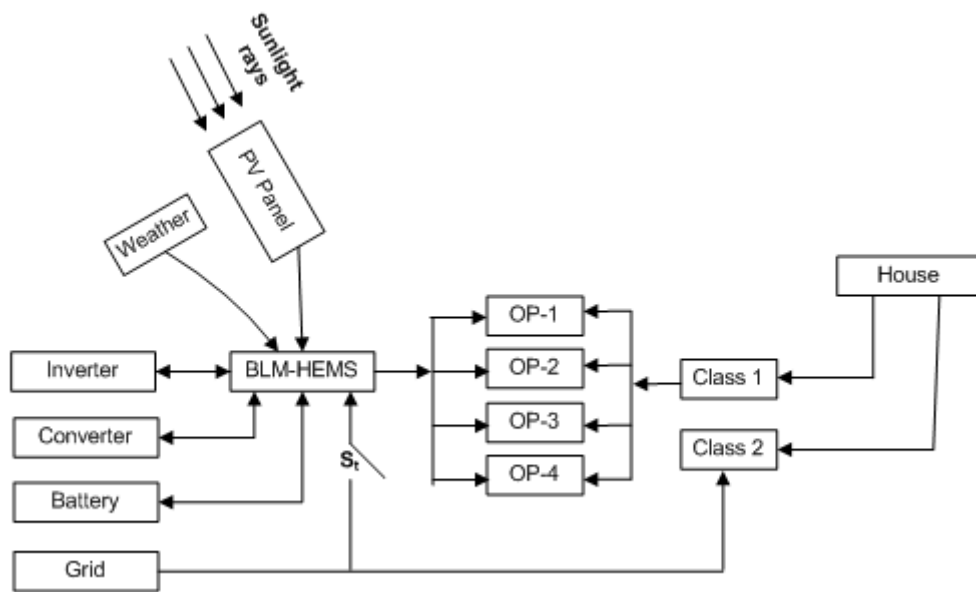 Sunlight
rays
PV Panel
Weather
House
OP-1
Inverter
BLM-HEMS
OP-2
Class 1
Converter
OP-3
Class 2
St
OP-4
Battery
Grid